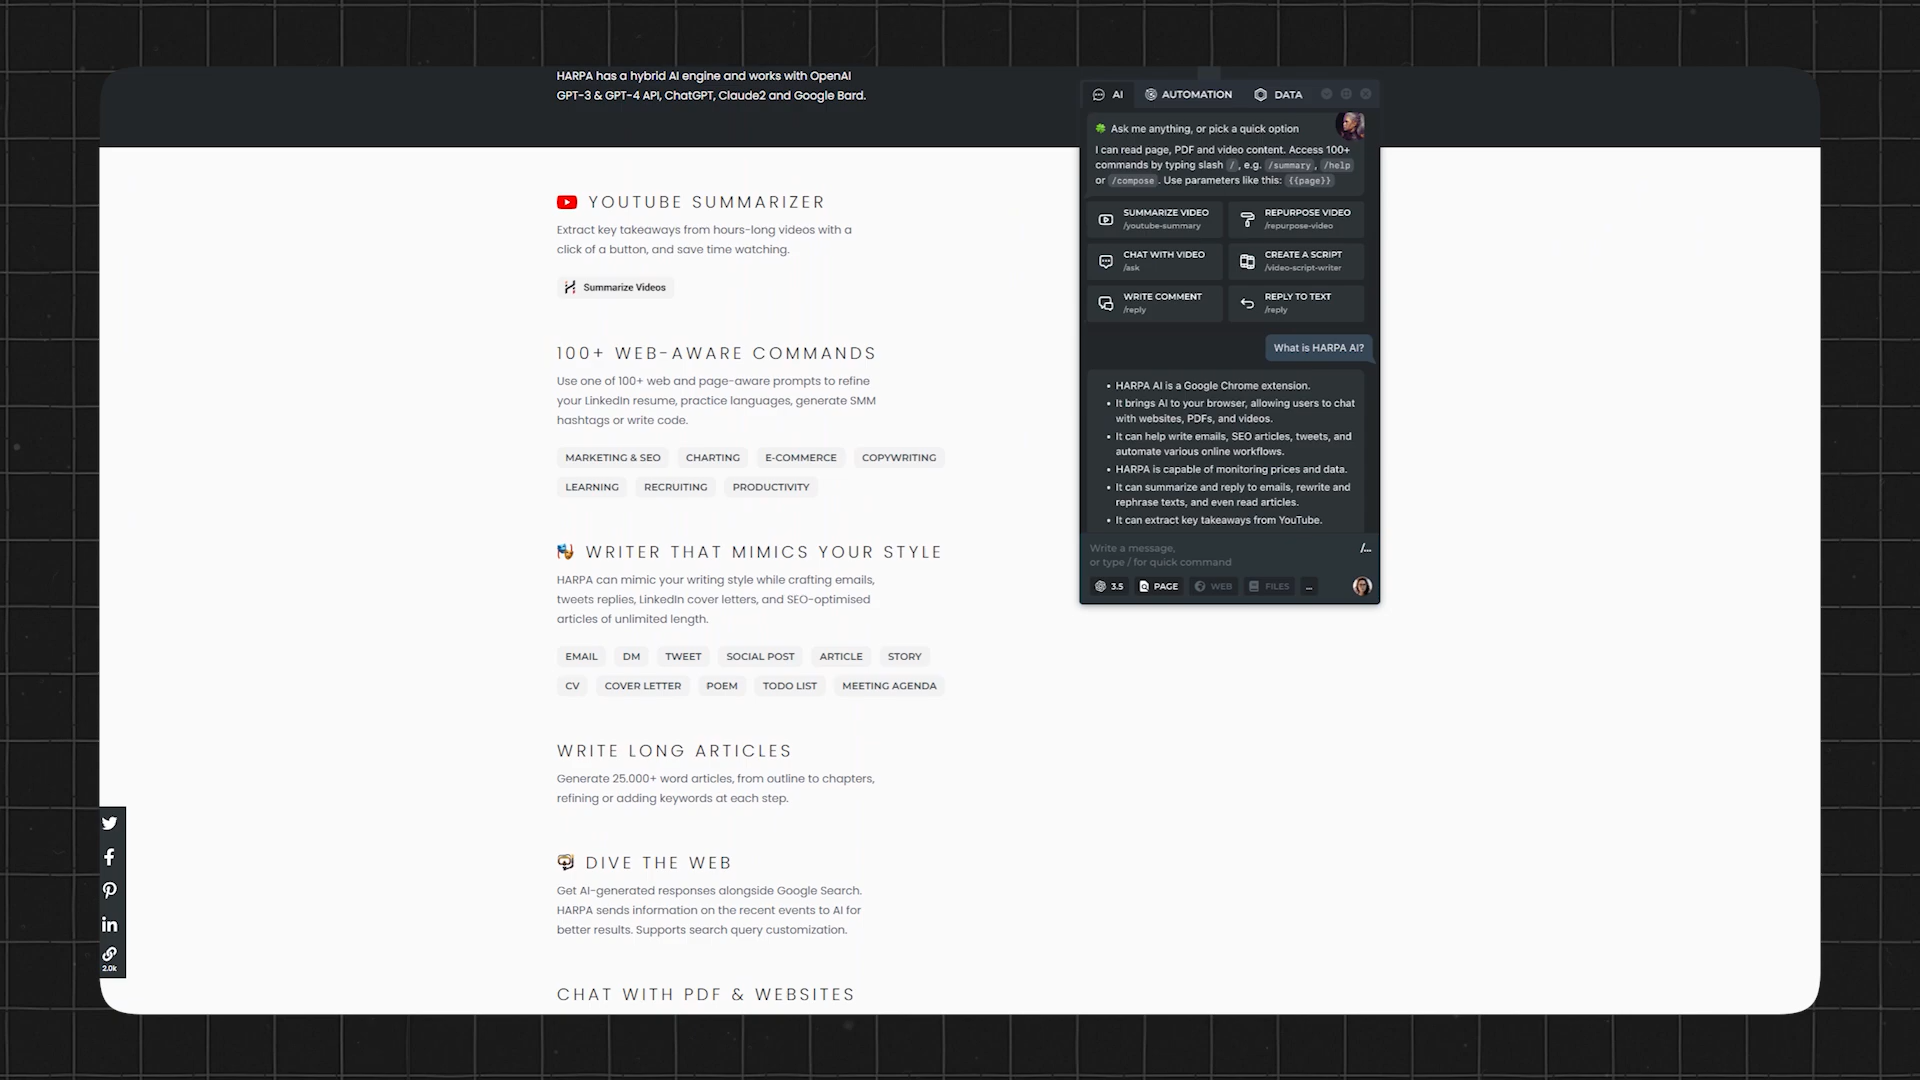 HARPA has a hybrid AI engine and works with OpenAI
GPT-3 & GPT-4 API, ChatGPT, Claude2 and Google Bard.
YOUTUBE SUMMARIZER
Extract key takeaways from hours-long videos with a
click of a button, and save time watching.
Summarize Videos
100+ WEB-AWARE COMMANDS
Use one of 100+ web and page-aware prompts to refine
your LinkedIn resume, practice languages, generate SMM
hashtags or write code.
MARKETING & SEO CHARTING E-COMMERCE COPYWRITING
LEARNING RECRUITING PRODUCTIVITY
WRITER THAT MIMICS YOUR STYLE
HARPA can mimic your writing style while crafting emails,
tweets replies, LinkedIn cover letters, and SEO-optimised
articles of unlimited length.
EMAIL DM TWEET SOCIAL POST ARTICLE STORY
CV COVER LETTER POEM TODO LIST MEETING AGENDA
WRITE LONG ARTICLES
Generate 25.000+ word articles, from outline to chapters,
refining or adding keywords at each step.
DIVE THE WEB
Get AI-generated responses alongside Google Search.
HARPA sends information on the recent events to AI for
better results. Supports search query customization.
CHAT WITH PDF & WEBSITES
AI AUTOMATION DATA
Ask me anything, or pick a quick option
I can read page, PDF and video content. Access 100+
commands by typing slash /, e.g. /summary, /help
or /compose. Use parameters like this: {{page}}
SUMMARIZE VIDEO
/youtube-summary
REPURPOSE VIDEO
/repurpose-video
CHAT WITH VIDEO
/ask
CREATE A SCRIPT
/video-script-writer
WRITE COMMENT
/reply
REPLY TO TEXT
/reply
What is HARPA AI?
• HARPA AI is a Google Chrome extension.
• It brings AI to your browser, allowing users to chat
with websites, PDFs, and videos.
• It can help write emails, SEO articles, tweets, and
automate various online workflows.
• HARPA is capable of monitoring prices and data.
• It can summarize and reply to emails, rewrite and
rephrase texts, and even read articles.
• It can extract key takeaways from YouTube.
Write a message, /...
or type / for quick command
3.5 PAGE WEB FILES ...
2.0k